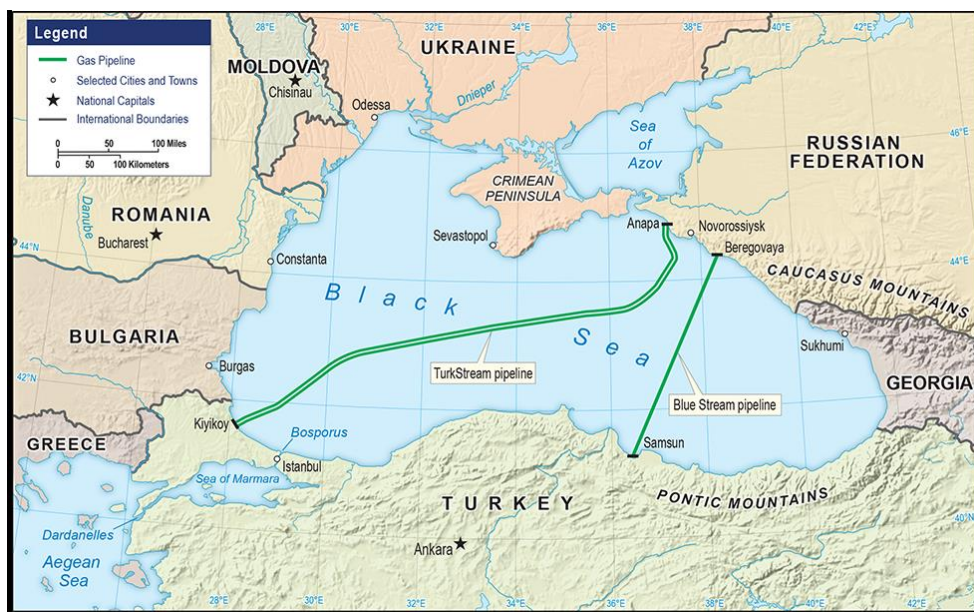 Legend
Gas Pipeline
Selected Cities and Towns
National Capitals
International Boundaries
0 50 100 Miles
0 50 100 Kilometers
28°E
32°E
34°E
36°E
38°E
40°E
42°E
UKRAINE
MOLDOVA
Chisinau
Dnieper
Odessa
Sea
of
Azov
46°N
RUSSIAN
FEDERATION
CRIMEAN
PENINSULA
Danube
ROMANIA
Bucharest
44°N
Constanta
Sevastopol
Anapa
Novorossiysk
Beregovaya
44°N
CAUCASUS MOUNTAINS
Black
Sea
BULGARIA
Burgas
42°N
TurkStream pipeline
Sukhumi
GEORGIA
Blue Stream pipeline
42°N
Kiyikoy
Bosporus
Samsun
GREECE
Istanbul
Sea of Marmara
TURKEY
PONTIC MOUNTAINS
Dardanelles
Aegean
Sea
Ankara
40°N
26°E
28°E
30°E
32°E
34°E
36°E
38°E
40°E